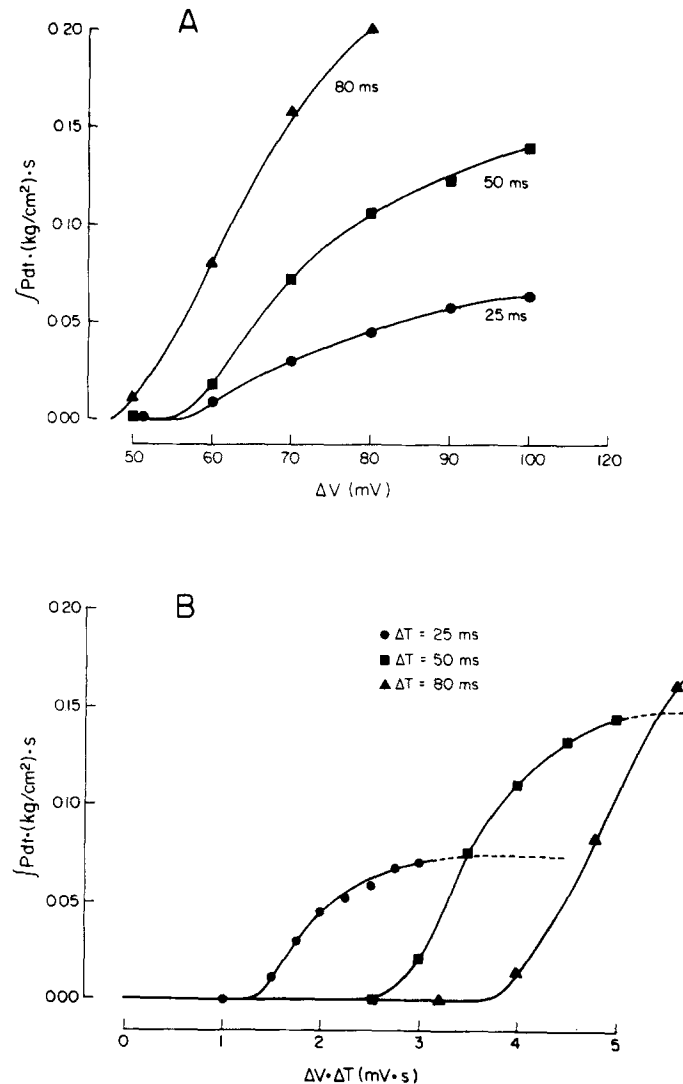 A
0.20
0.15
0.10
0.05
0.00
∫Pdt·(kg/cm²)·s
80 ms
50 ms
25 ms
50 60 70 80 90 100 120
ΔV (mV)
B
0.20
0.15
0.10
0.05
0.00
∫Pdt·(kg/cm²)·s
● ΔT = 25 ms
■ ΔT = 50 ms
▲ ΔT = 80 ms
0 1 2 3 4 5
ΔV·ΔT (mV·s)